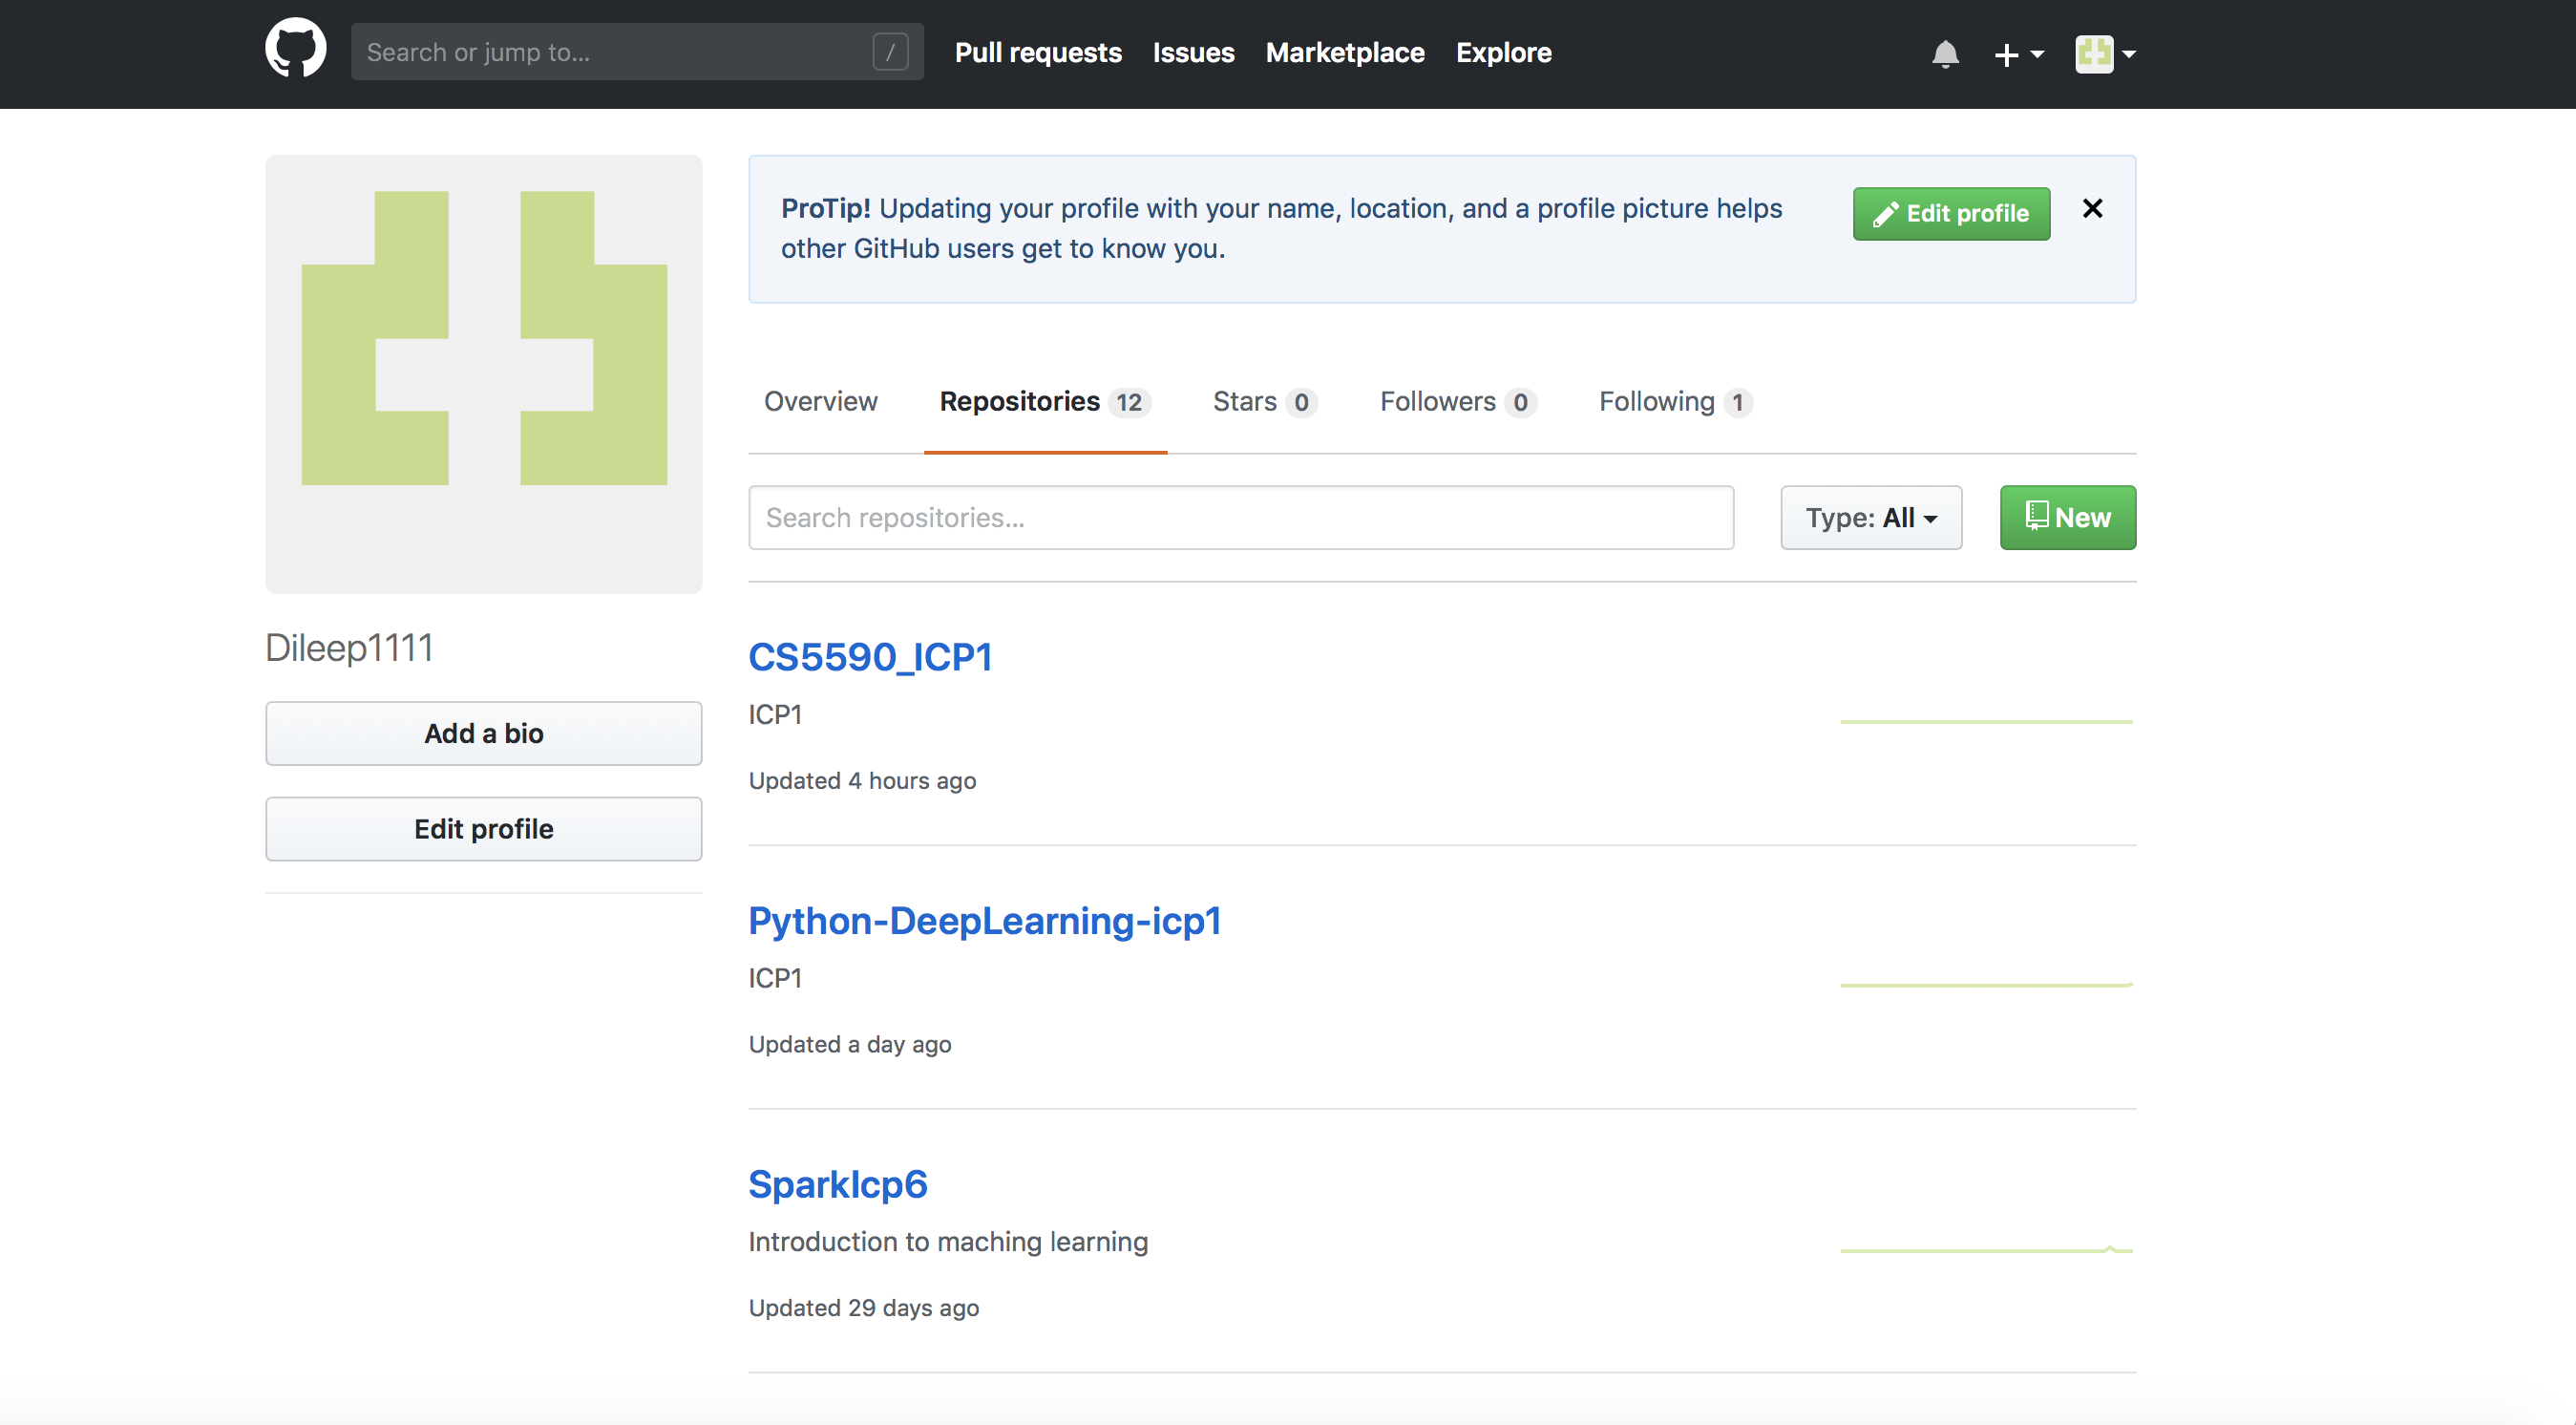 Search or jump to... /
Pull requests Issues Marketplace Explore
ProTip! Updating your profile with your name, location, and a profile picture helps
other GitHub users get to know you.
Edit profile
Overview Repositories 12 Stars 0 Followers 0 Following 1
Search repositories... Type: All New
Dileep1111
Add a bio
Edit profile
CS5590_ICP1
ICP1
Updated 4 hours ago
Python-DeepLearning-icp1
ICP1
Updated a day ago
SparkIcp6
Introduction to maching learning
Updated 29 days ago